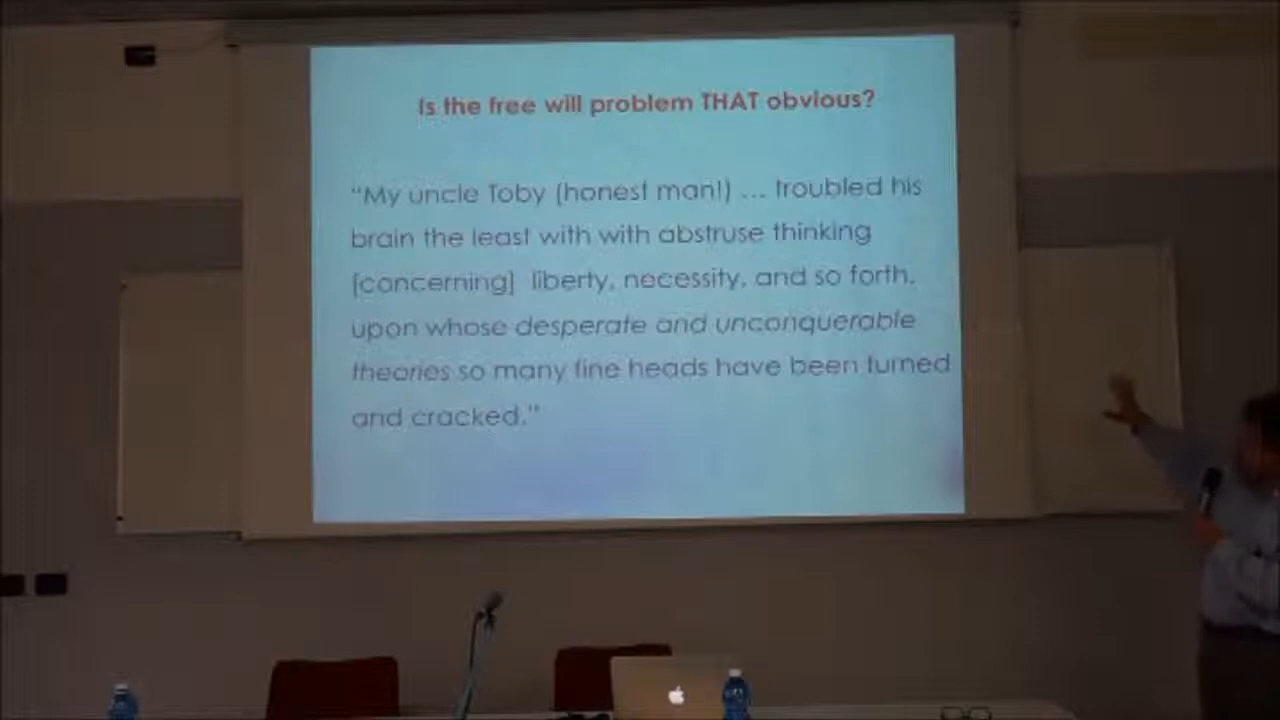 Is the free will problem THAT obvious?
“My uncle Toby (honest man!) ... troubled his
brain the least with with abstruse thinking
[concerning] liberty, necessity, and so forth,
upon whose desperate and unconquerable
theories so many fine heads have been turned
and cracked.”